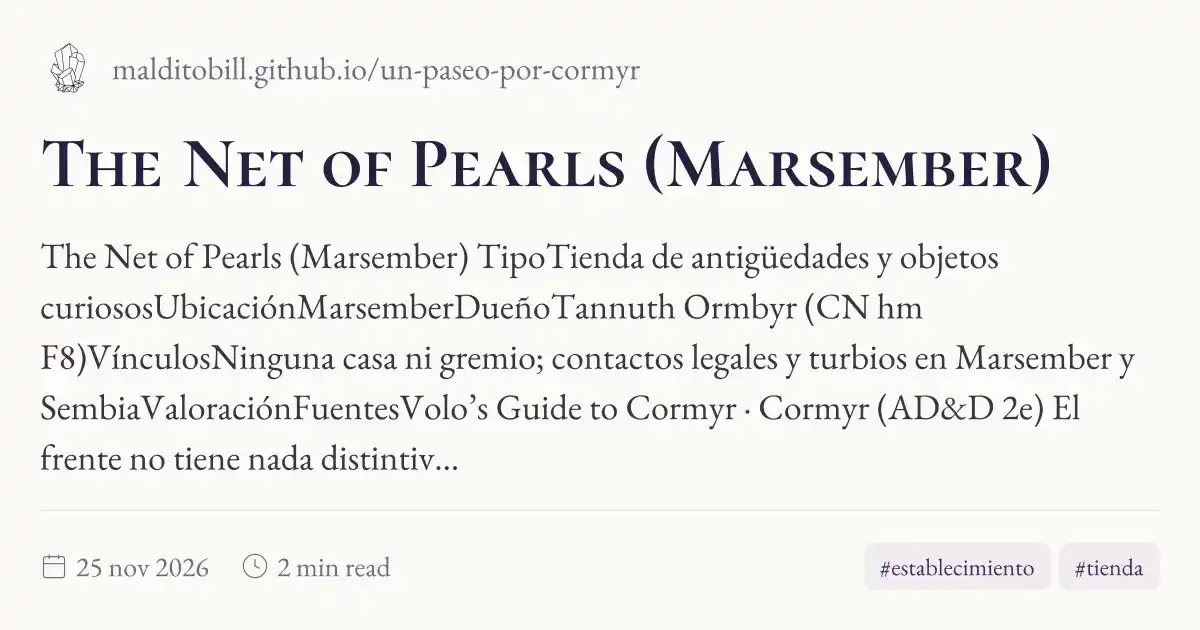 malditobill.github.io/un-paseo-por-cormyr
The Net of Pearls (Marsember)
The Net of Pearls (Marsember) TipoTienda de antigüedades y objetos
curiososUbicaciónMarsemberDueñoTannuth Ormbyr (CN hm
F8)VínculosNinguna casa ni gremio; contactos legales y turbios en Marsember y
SembiaValoraciónFuentesVolo’s Guide to Cormyr · Cormyr (AD&D 2e) El
frente no tiene nada distintiv...
25 nov 2026 2 min read #establecimiento #tienda